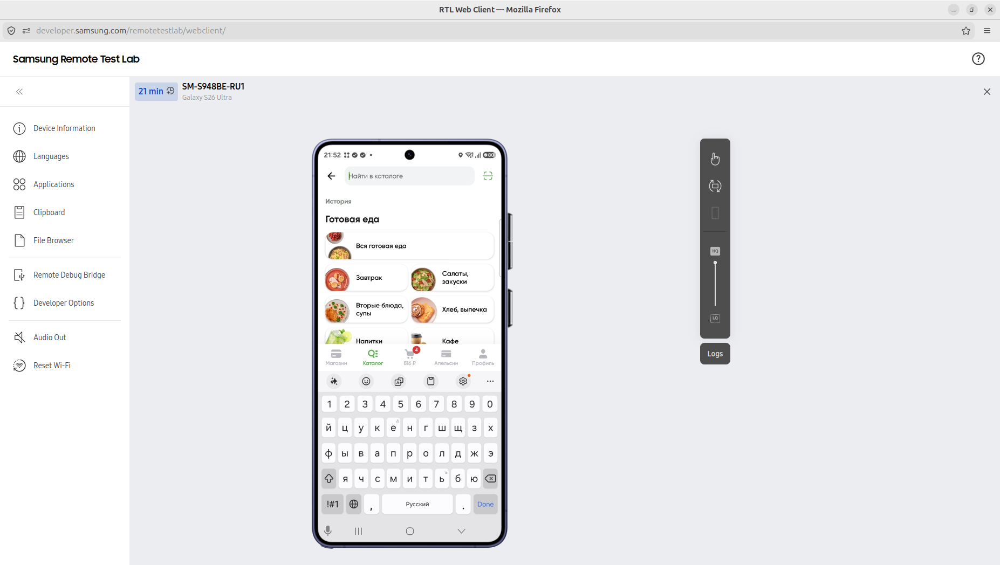 RTL Web Client — Mozilla Firefox
developer.samsung.com/remotetestlab/webclient/
Samsung Remote Test Lab
21 min
SM-S948BE-RU1
Galaxy S26 Ultra
Device Information
Languages
Applications
Clipboard
File Browser
Remote Debug Bridge
Developer Options
Audio Out
Reset Wi-Fi
21:52
80
Найти в каталоге
История
Готовая еда
Вся готовая еда
Завтрак
Салаты,
закуски
Вторые блюда,
супы
Хлеб, выпечка
Напитки
Кафе
4
Магазин
Каталог
816 ₽
Апельсин
Профиль
1 2 3 4 5 6 7 8 9 0
ё
й ц у к е н г ш щ з х
ф ы в а п р о л д ж э
ъ
я ч с м и т ь б ю
!#1 , Русский . Done
HQ
LQ
Logs